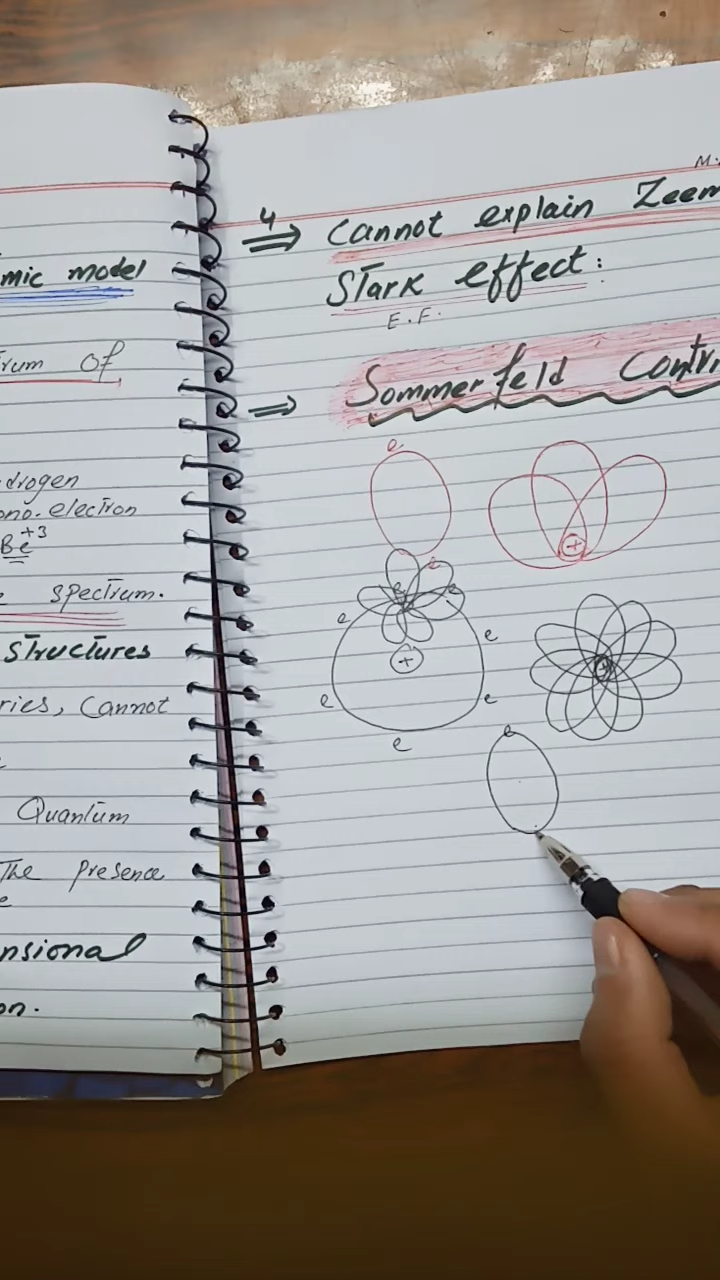 mic model
rum of
drogen
ono-electron
Be+3
e spectrum.
structures
ries, Cannot
Quantum
The presence
e
nsional
on.
M.
4
⇒ Cannot explain Zeem
Stark effect:
E.F.
⇒ Sommerfeld Contri
e
+
e
e
e
e
e
+
e
e
e
e